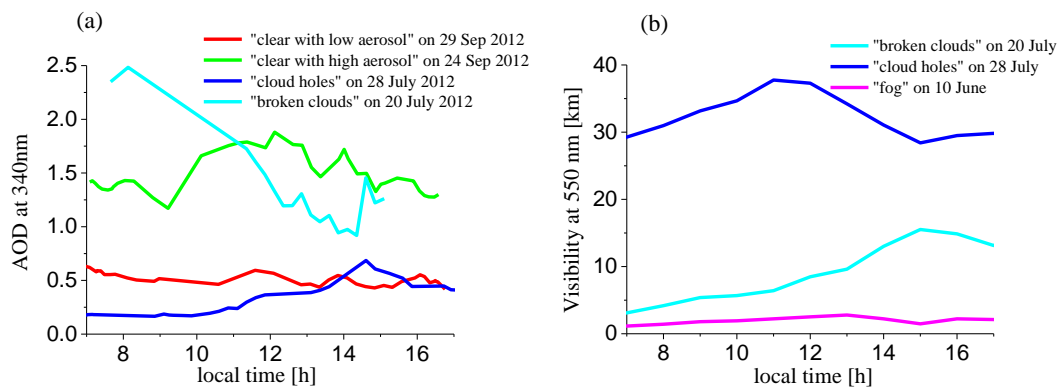 (a)
"clear with low aerosol" on 29 Sep 2012
"clear with high aerosol" on 24 Sep 2012
"cloud holes" on 28 July 2012
"broken clouds" on 20 July 2012
2.5
2.0
1.5
1.0
0.5
0.0
AOD at 340nm
8 10 12 14 16
local time [h]
(b)
"broken clouds" on 20 July
"cloud holes" on 28 July
"fog" on 10 June
40
30
20
10
0
Visibility at 550 nm [km]
8 10 12 14 16
local time [h]